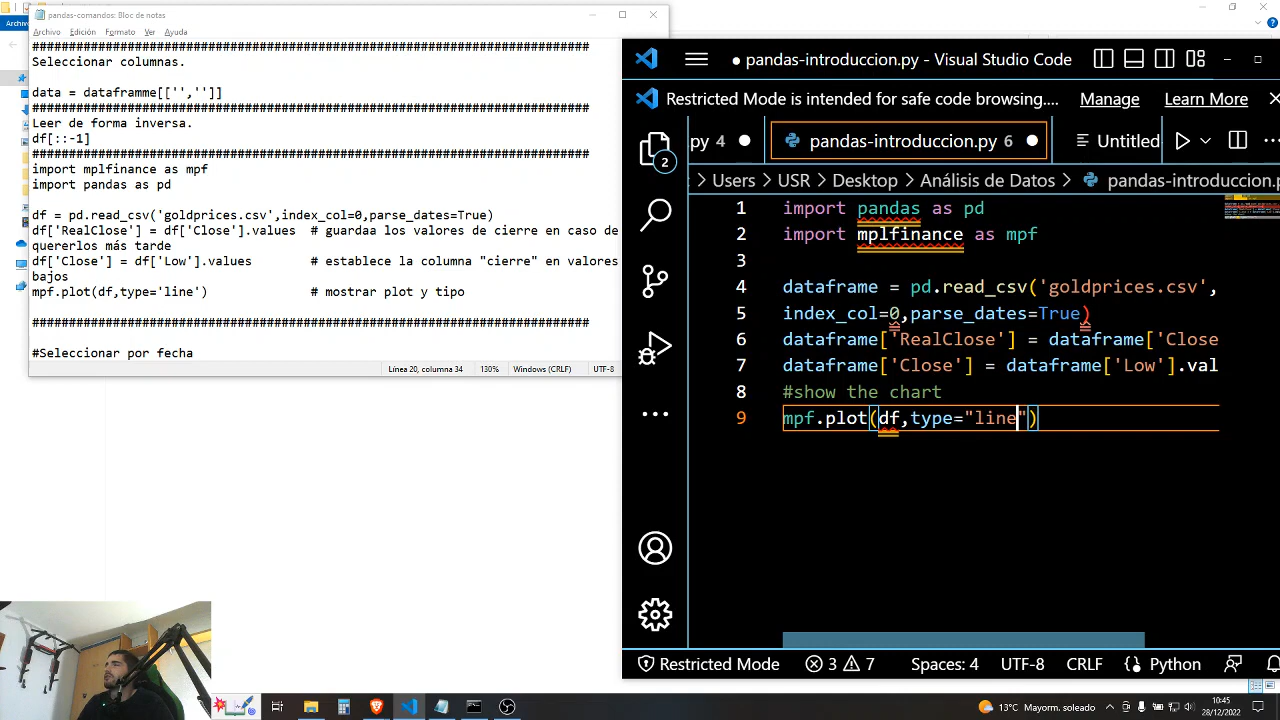 Archivo
pandas-comandos: Bloc de notas
Archivo Edición Formato Ver Ayuda
################################################################################
Seleccionar columnas.
data = dataframme[['','']]
################################################################################
Leer de forma inversa.
df[::-1]
################################################################################
import mplfinance as mpf
import pandas as pd
df = pd.read_csv('goldprices.csv',index_col=0,parse_dates=True)
df['RealClose'] = df['Close'].values # guardaa los valores de cierre en caso de
quererlos más tarde
df['Close'] = df['Low'].values # establece la columna "cierre" en valores
bajos
mpf.plot(df,type='line') # mostrar plot y tipo
################################################################################
#Seleccionar por fecha
Línea 20, columna 34 130% Windows (CRLF) UTF-8
● pandas-introduccion.py - Visual Studio Code
Restricted Mode is intended for safe code browsing.... Manage Learn More
py 4 pandas-introduccion.py 6 Untitled
> Users > USR > Desktop > Análisis de Datos > pandas-introduccion.p
2
1 import pandas as pd
2 import mplfinance as mpf
3
4 dataframe = pd.read_csv('goldprices.csv',
5 index_col=0,parse_dates=True)
6 dataframe['RealClose'] = dataframe['Close
7 dataframe['Close'] = dataframe['Low'].val
8 #show the chart
9 mpf.plot(df,type="line")
Restricted Mode 3 7 Spaces: 4 UTF-8 CRLF Python
13°C Mayorm. soleado
10:45
28/12/2022